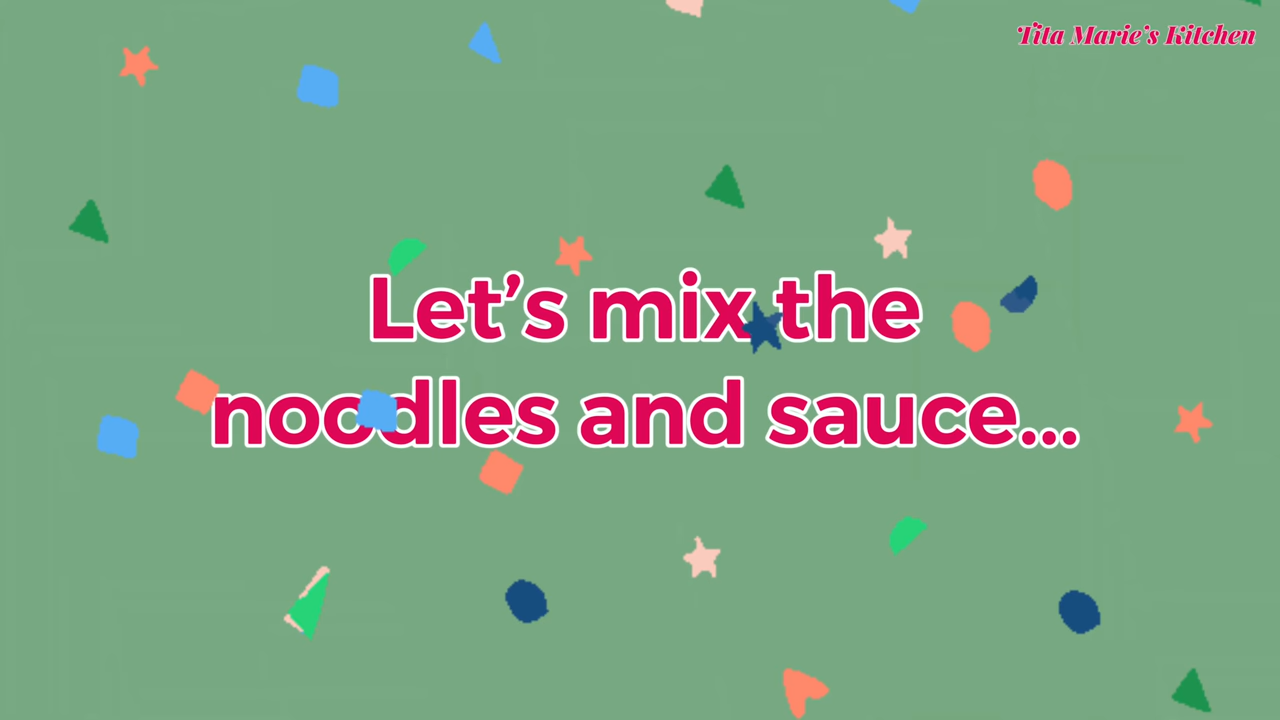 Tita Marie's Kitchen
Let's mix the
noodles and sauce...